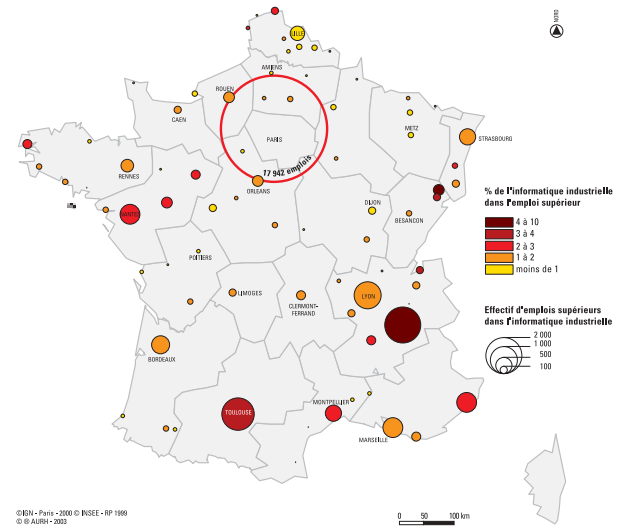 NORD
LILLE
AMIENS
ROUEN
CAEN
PARIS
17 942 emplois
METZ
STRASBOURG
RENNES
ORLEANS
NANTES
DIJON
BESANCON
POITIERS
LIMOGES
CLERMONT-
FERRAND
LYON
BORDEAUX
TOULOUSE
MONTPELLIER
MARSEILLE
% de l'informatique industrielle
dans l'emploi supérieur
4 à 10
3 à 4
2 à 3
1 à 2
moins de 1
Effectif d'emplois supérieurs
dans l'informatique industrielle
2 000
1 000
500
100
©IGN - Paris - 2000 © INSEE - RP 1999
© ® AURH - 2003
0 50 100 km